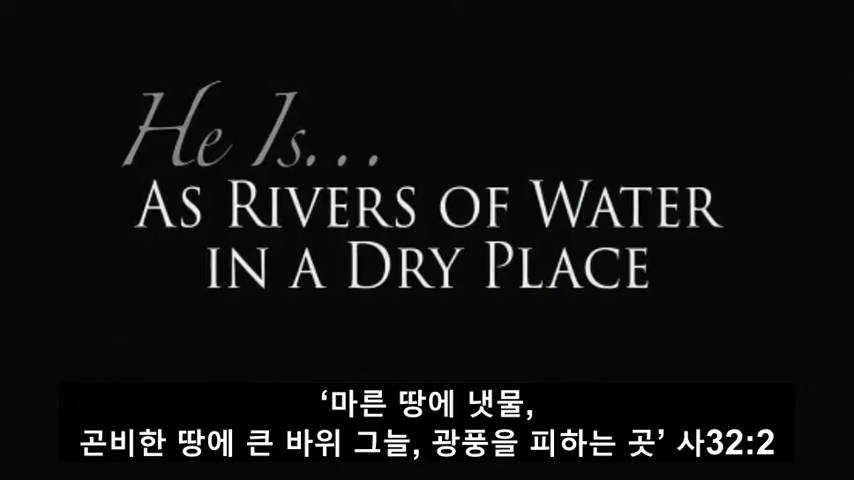 He Is...
AS RIVERS OF WATER
IN A DRY PLACE
‘마른 땅에 냇물,
곤비한 땅에 큰 바위 그늘, 광풍을 피하는 곳’ 사32:2